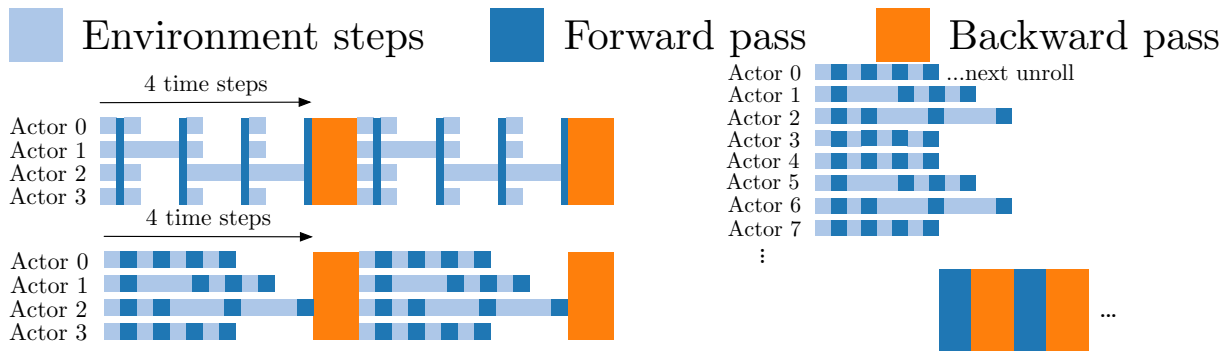 Environment steps
Forward pass
Backward pass
4 time steps
Actor 0
Actor 1
Actor 2
Actor 3
4 time steps
Actor 0
Actor 1
Actor 2
Actor 3
Actor 0
...next unroll
Actor 1
Actor 2
Actor 3
Actor 4
Actor 5
Actor 6
Actor 7
⋮
...